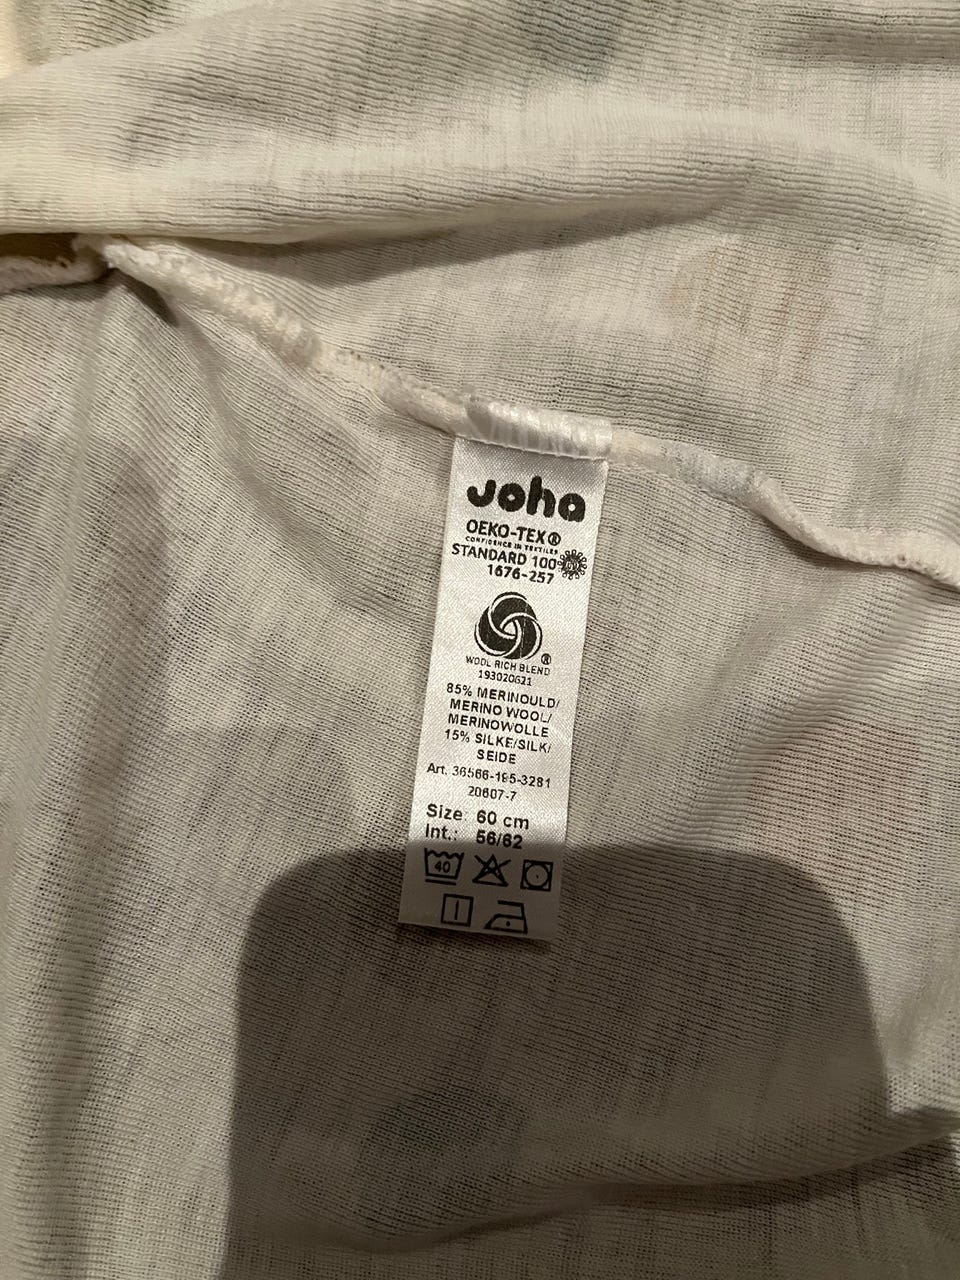 Joha
OEKO-TEX®
CONFIDENCE IN TEXTILES
STANDARD 100
1676-257
®
WOOL RICH BLEND
193020621
85% MERINOULD/
MERINO WOOL/
MERINOWOLLE
15% SILKE/SILK/
SEIDE
Art. 36566-195-3281
20607-7
Size: 60 cm
Int.: 56/62
40